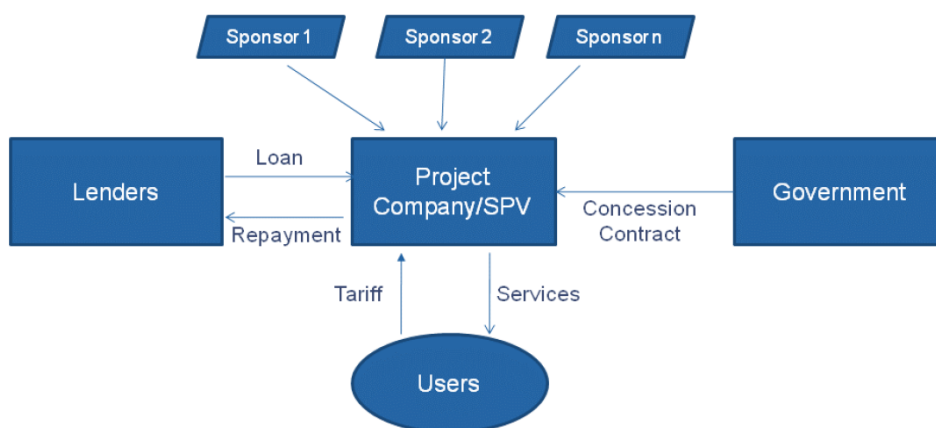 Sponsor 1
Sponsor 2
Sponsor n
Lenders
Loan
Repayment
Project
Company/SPV
Concession
Contract
Government
Tariff
Services
Users